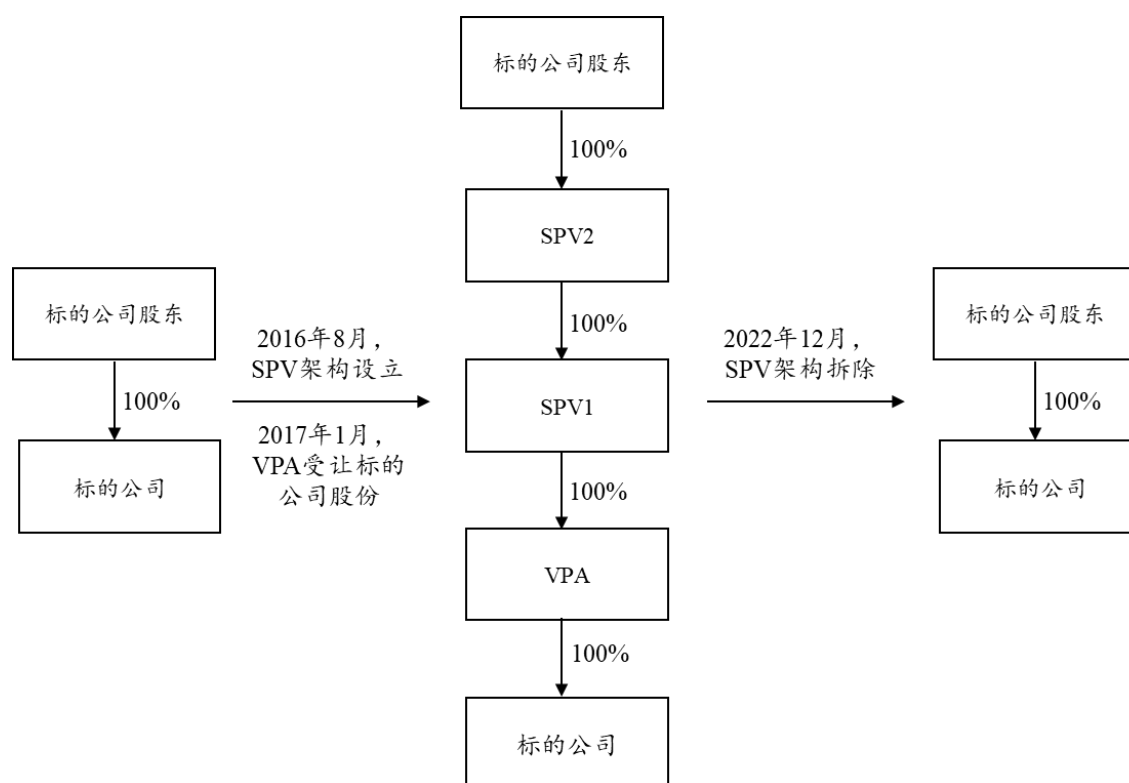 标的公司股东
100%
标的公司
2016年8月，
SPV架构设立
2017年1月，
VPA受让标的
公司股份
标的公司股东
100%
SPV2
100%
SPV1
100%
VPA
100%
标的公司
2022年12月，
SPV架构拆除
标的公司股东
100%
标的公司